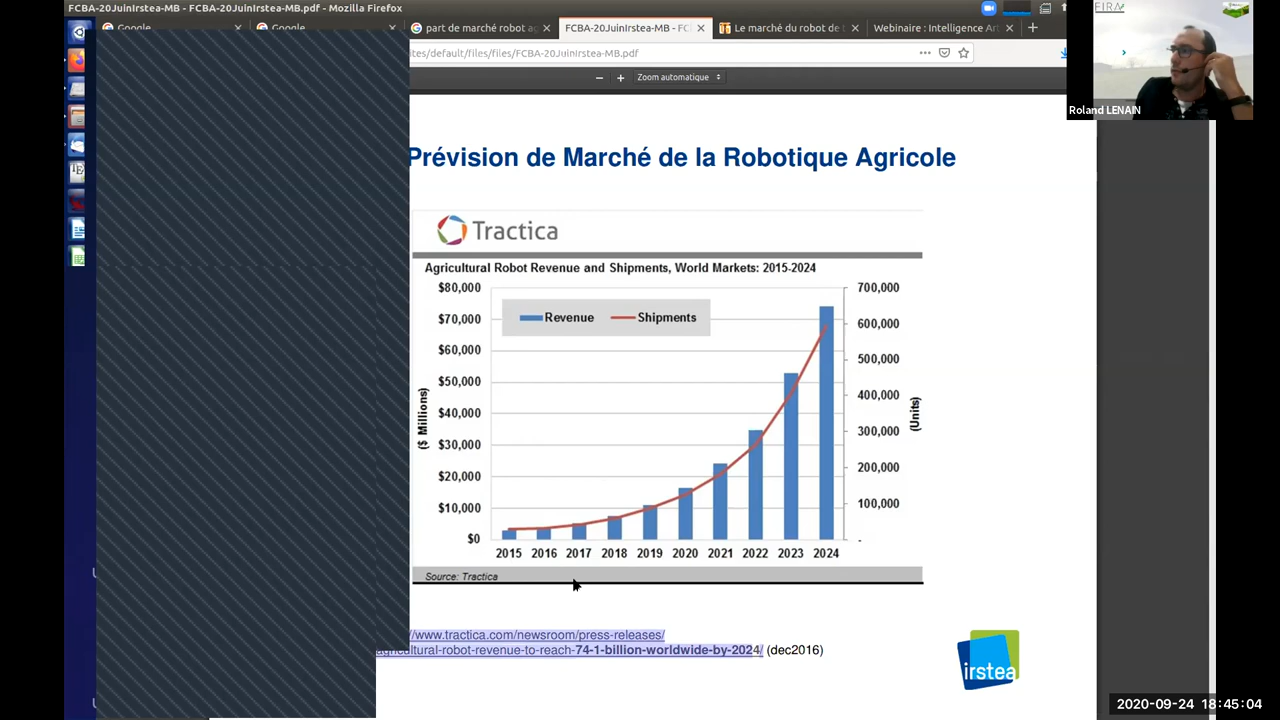 FCBA-20JuinIrstea-MB.pdf - Mozilla Firefox
Google
Google
part de marché robot a
FCBA-20JuinIrstea-MB - FC
Le marché du robot de t
Webinaire : Intelligence Art
ites/default/files/files/FCBA-20JuinIrstea-MB.pdf
Zoom automatique
Roland LENAIN
Prévision de Marché de la Robotique Agricole
Tractica
Agricultural Robot Revenue and Shipments, World Markets: 2015-2024
$80,000 700,000
Revenue Shipments
$70,000 600,000
$60,000 500,000
$50,000 400,000
$40,000 300,000
$30,000 200,000
$20,000 100,000
$10,000
$0 -
($ Millions)
(Units)
2015 2016 2017 2018 2019 2020 2021 2022 2023 2024
Source: Tractica
//www.tractica.com/newsroom/press-releases/
agricultural-robot-revenue-to-reach-74-1-billion-worldwide-by-2024/ (dec2016)
irstea
2020-09-24 18:45:04